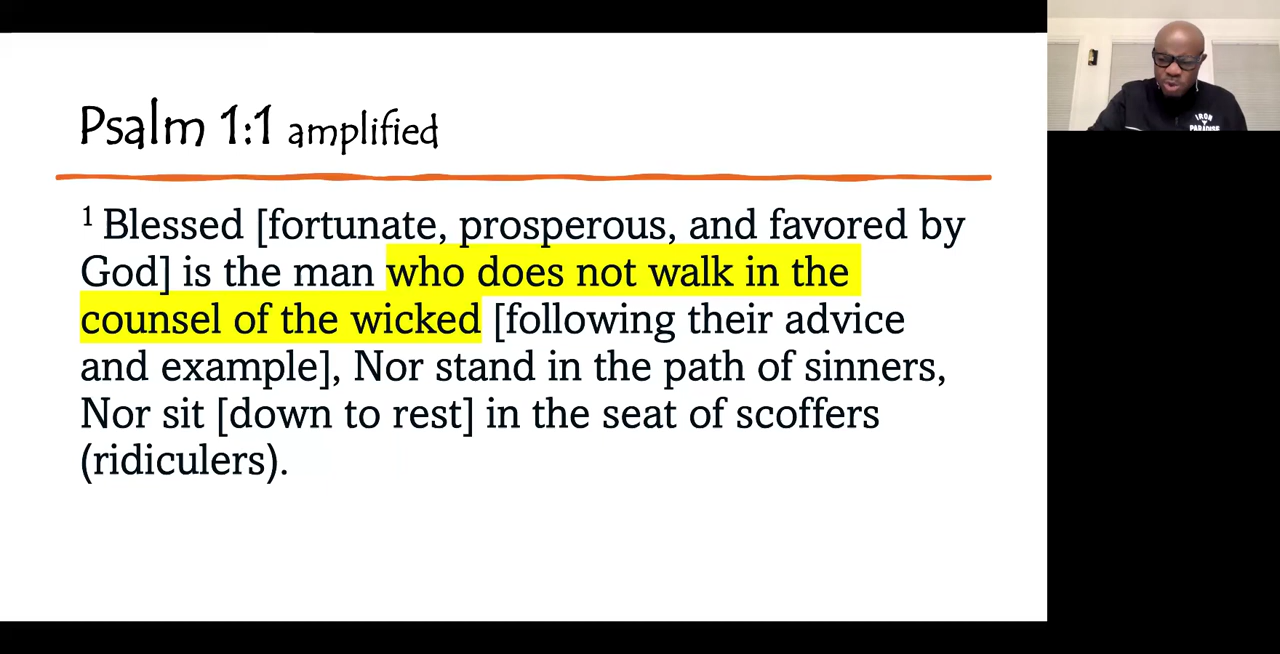 Psalm 1:1 amplified
1 Blessed [fortunate, prosperous, and favored by
God] is the man who does not walk in the
counsel of the wicked [following their advice
and example], Nor stand in the path of sinners,
Nor sit [down to rest] in the seat of scoffers
(ridiculers).
IRON
PARADISE